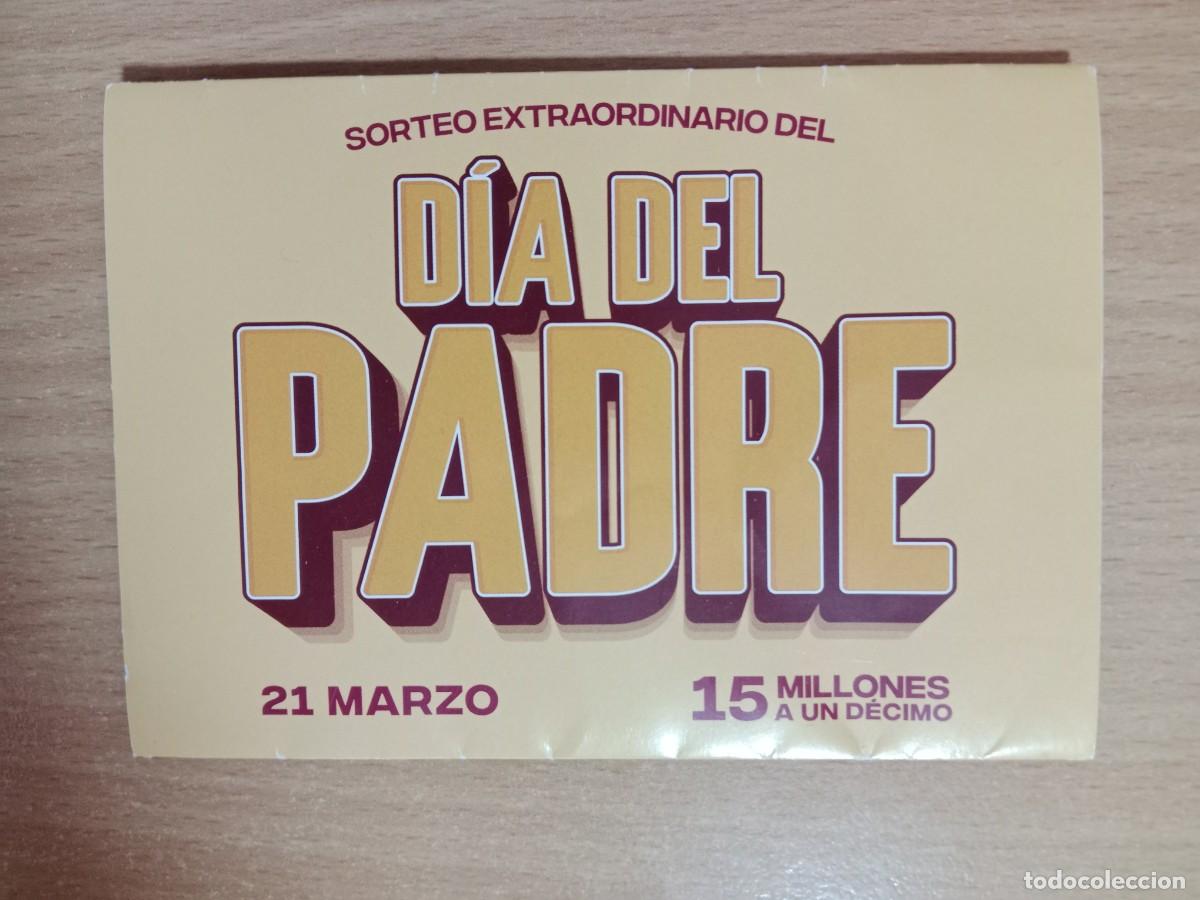 SORTEO EXTRAORDINARIO DEL
DÍA DEL
PADRE
21 MARZO
15 MILLONES
A UN DÉCIMO
todocoleccion